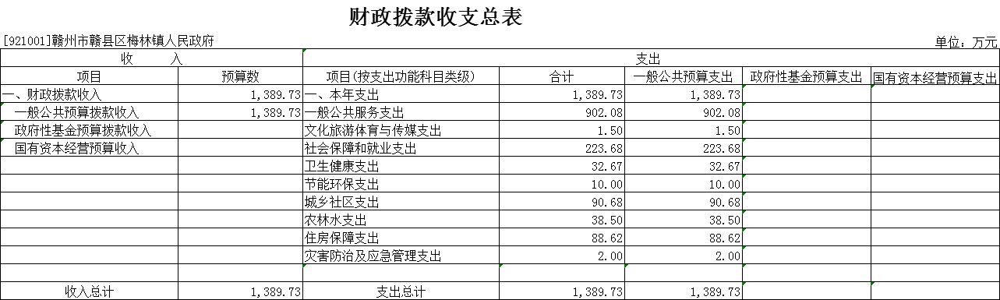 财政拨款收支总表
[921001]赣州市赣县区梅林镇人民政府 单位：万元
收 入 支出
项目 预算数 项目(按支出功能科目类级) 合计 一般公共预算支出 政府性基金预算支出 国有资本经营预算支出
一、财政拨款收入 1,389.73 一、本年支出 1,389.73 1,389.73
一般公共预算拨款收入 1,389.73 一般公共服务支出 902.08 902.08
政府性基金预算拨款收入 文化旅游体育与传媒支出 1.50 1.50
国有资本经营预算收入 社会保障和就业支出 223.68 223.68
卫生健康支出 32.67 32.67
节能环保支出 10.00 10.00
城乡社区支出 90.68 90.68
农林水支出 38.50 38.50
住房保障支出 88.62 88.62
灾害防治及应急管理支出 2.00 2.00
收入总计 1,389.73 支出总计 1,389.73 1,389.73